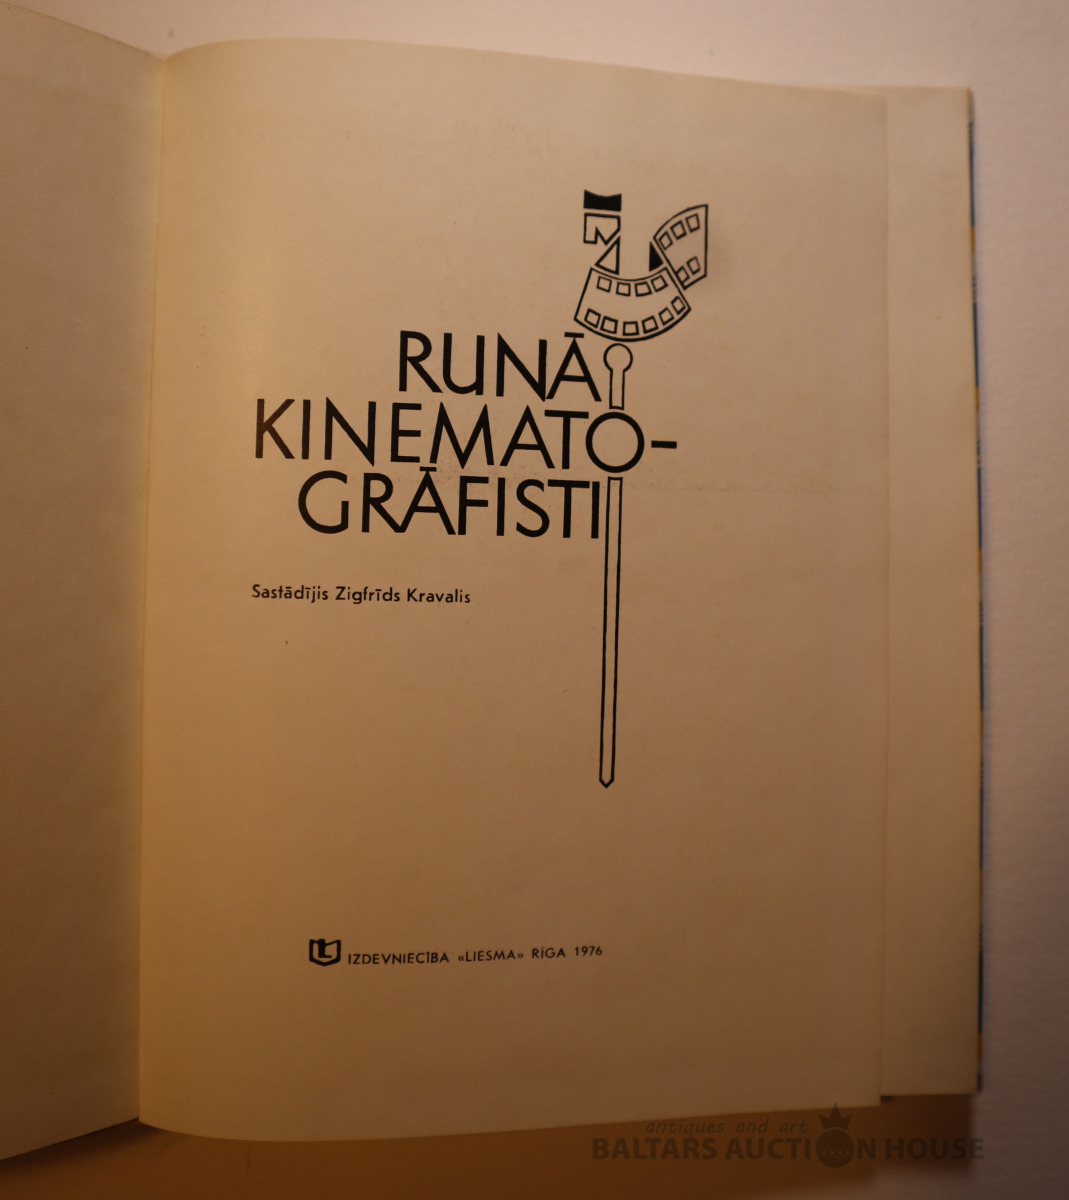 RUNĀ
KINEMATO-
GRĀFISTI
Sastādījis Zigfrīds Kravalis
IZDEVNIECĪBA «LIESMA» RĪGA 1976
antiques and art
BALTARS AUCTION HOUSE